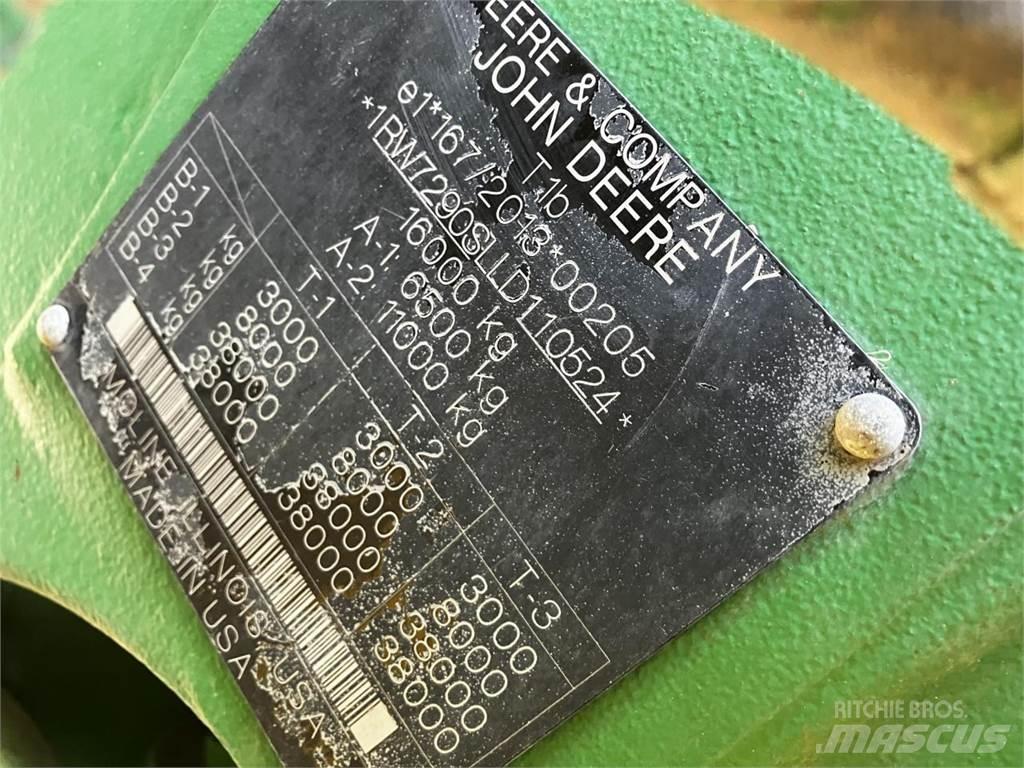 DEERE & COMPANY
JOHN DEERE
T 1b
e1*167/2013*00205
*1RW7290SLLD110524*
16000 kg
A-1: 6500 kg
A-2: 11000 kg
T-1 T-2 T-3
B-1 kg 3000 3000 3000
B-2 kg 8000 8000 8000
B-3 kg 38000 38000
B-4 kg 38000 38000 38000
MOLINE ILLINOIS USA
MADE IN USA
RITCHIE BROS.
MASCUS